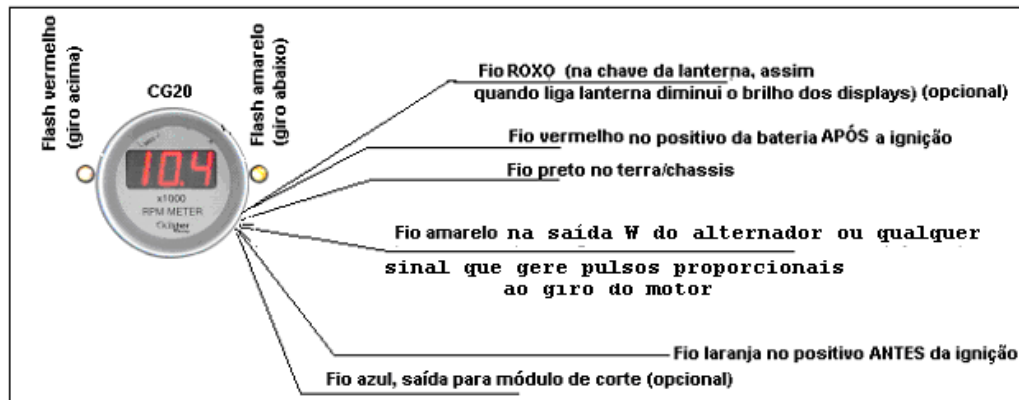 Flash vermelho
(giro acima)
CG20
Flash amarelo
(giro abaixo)
10.4
x1000
RPM METER
Fio ROXO (na chave da lanterna, assim
quando liga lanterna diminui o brilho dos displays) (opcional)
Fio vermelho no positivo da bateria APÓS a ignição
Fio preto no terra/chassis
Fio amarelo na saída W do alternador ou qualquer
sinal que gere pulsos proporcionais
ao giro do motor
Fio laranja no positivo ANTES da ignição
Fio azul, saída para módulo de corte (opcional)